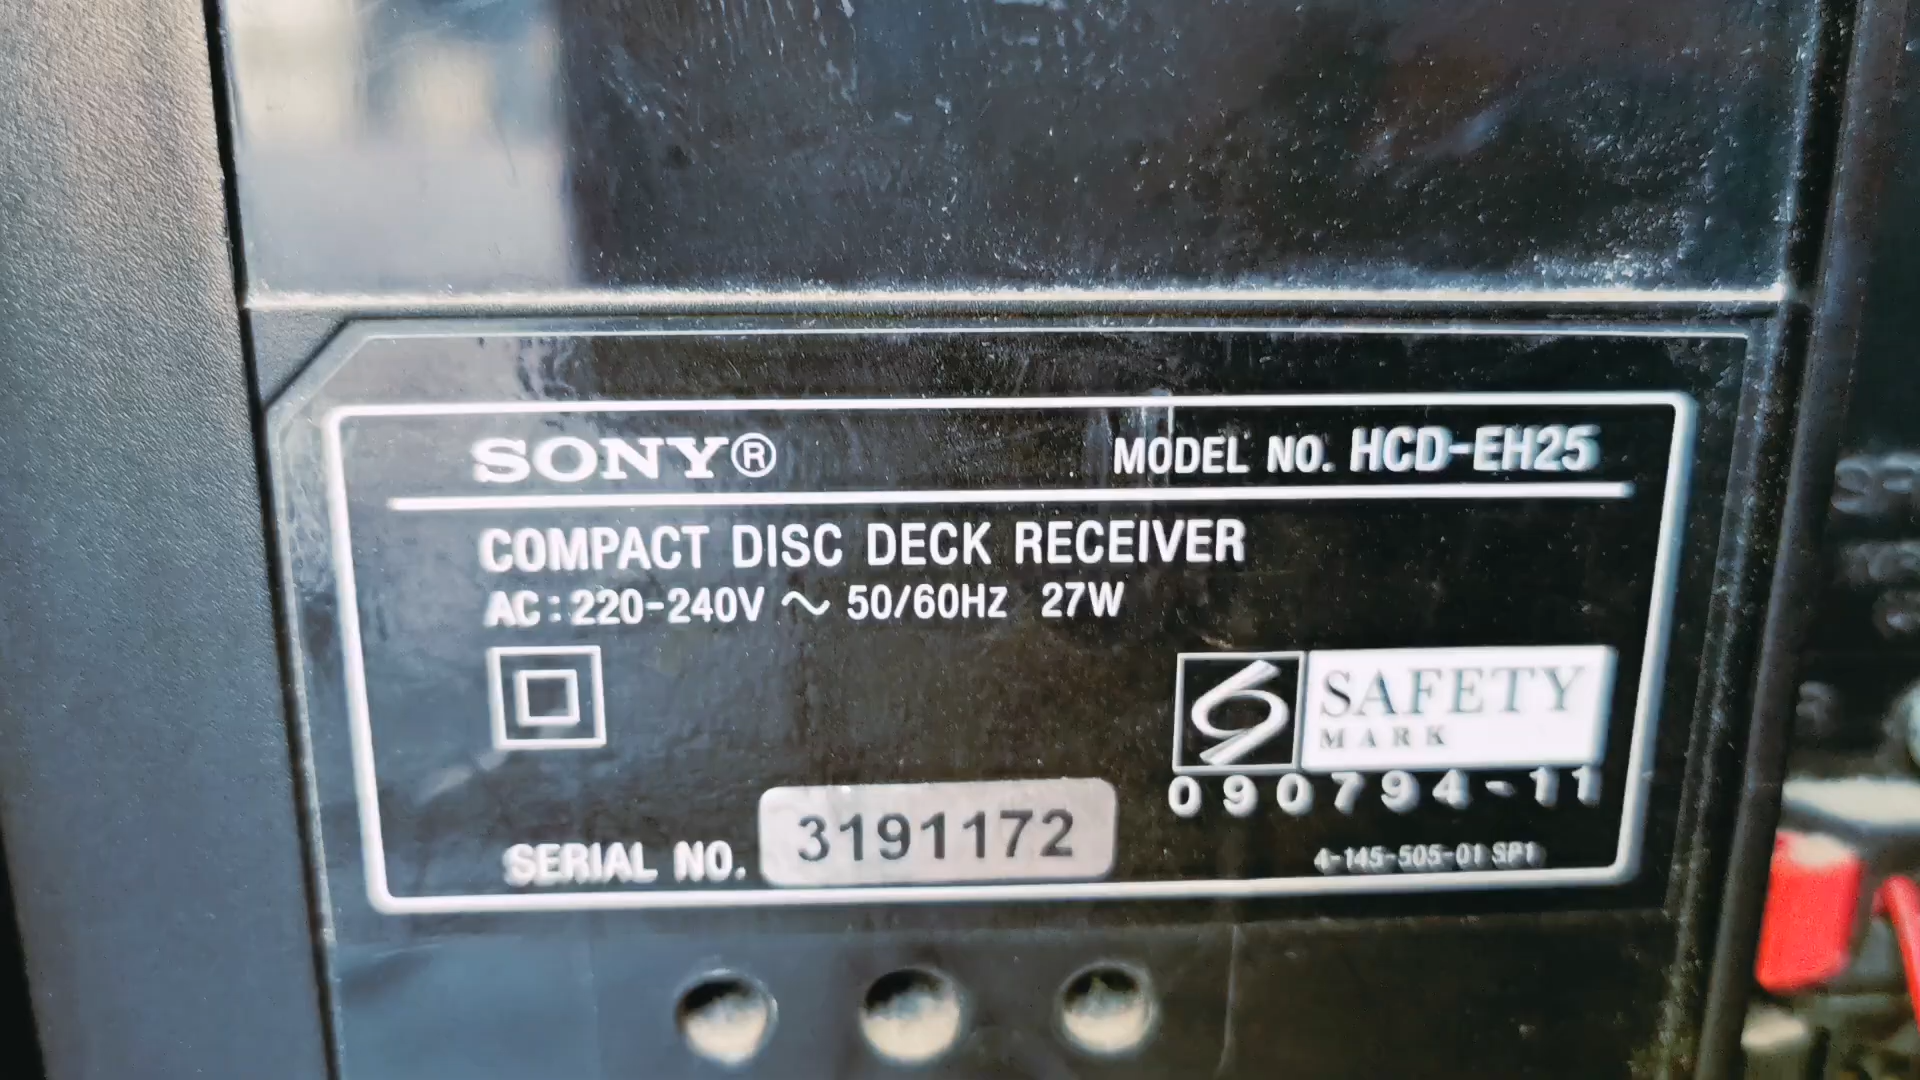 SONY®
MODEL NO. HCD-EH25
COMPACT DISC DECK RECEIVER
AC : 220-240V ~ 50/60Hz 27W
SAFETY
MARK
090794-11
SERIAL NO. 3191172
4-145-505-01 SP1